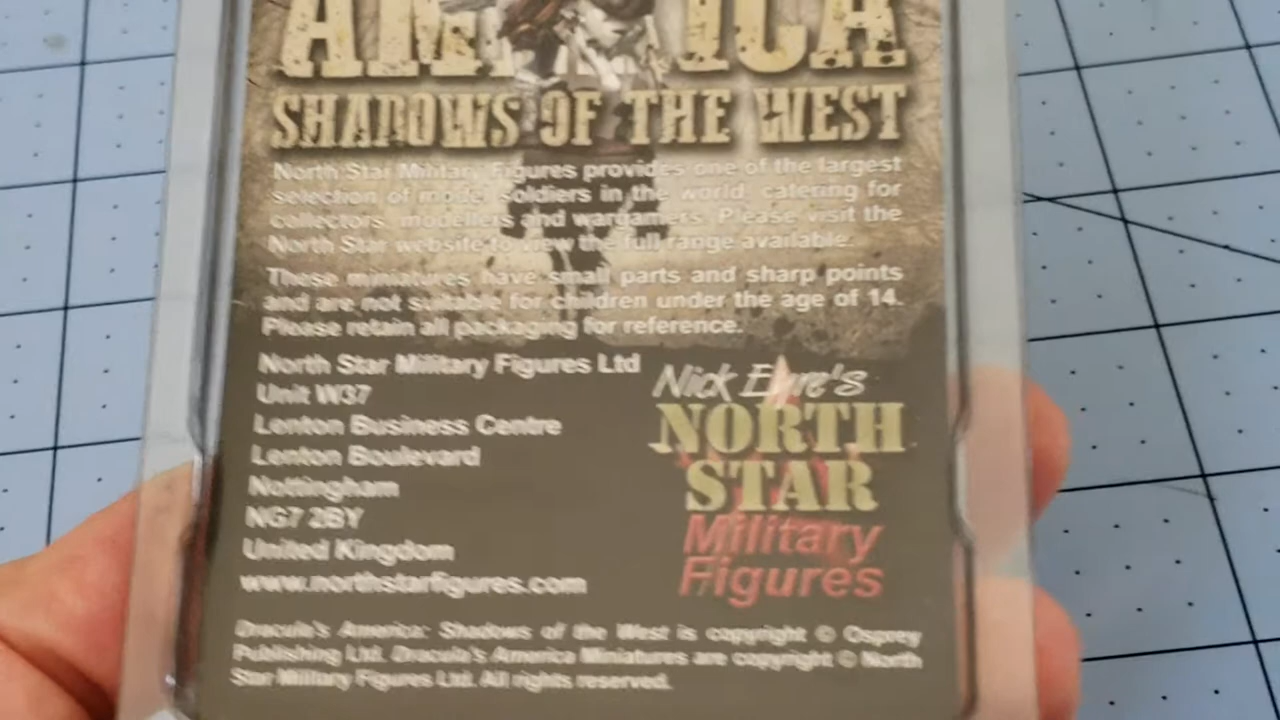 AMERICA
SHADOWS OF THE WEST
North Star Military Figures provides one of the largest
selection of model soldiers in the world, catering for
collectors, modellers and wargamers. Please visit the
North Star website to view the full range available.
These miniatures have small parts and sharp points
and are not suitable for children under the age of 14.
Please retain all packaging for reference.
North Star Military Figures Ltd
Unit W37
Lenton Business Centre
Lenton Boulevard
Nottingham
NG7 2BY
United Kingdom
www.northstarfigures.com
Nick Eyre's
NORTH
STAR
Military
Figures
Dracula's America: Shadows of the West is copyright © Osprey
Publishing Ltd. Dracula's America Miniatures are copyright © North
Star Military Figures Ltd. All rights reserved.